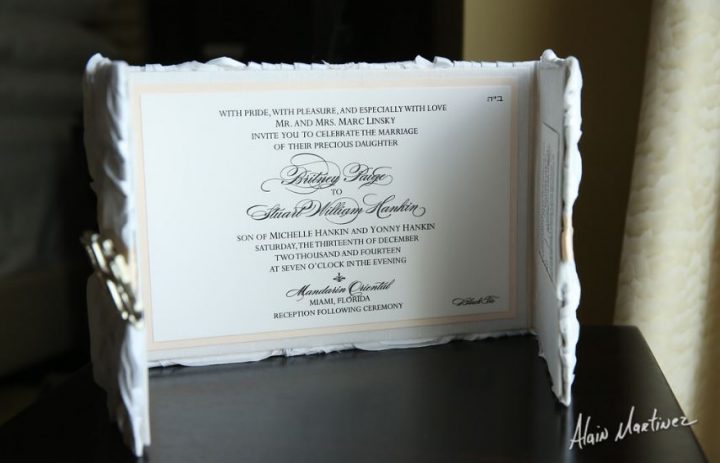 ב״ה
WITH PRIDE, WITH PLEASURE, AND ESPECIALLY WITH LOVE
MR. AND MRS. MARC LINSKY
INVITE YOU TO CELEBRATE THE MARRIAGE
OF THEIR PRECIOUS DAUGHTER
Britney Paige
TO
Stuart William Hankin
SON OF MICHELLE HANKIN AND YONNY HANKIN
SATURDAY, THE THIRTEENTH OF DECEMBER
TWO THOUSAND AND FOURTEEN
AT SEVEN O'CLOCK IN THE EVENING
Mandarin Oriental
MIAMI, FLORIDA
RECEPTION FOLLOWING CEREMONY
Black Tie
Alain Martinez